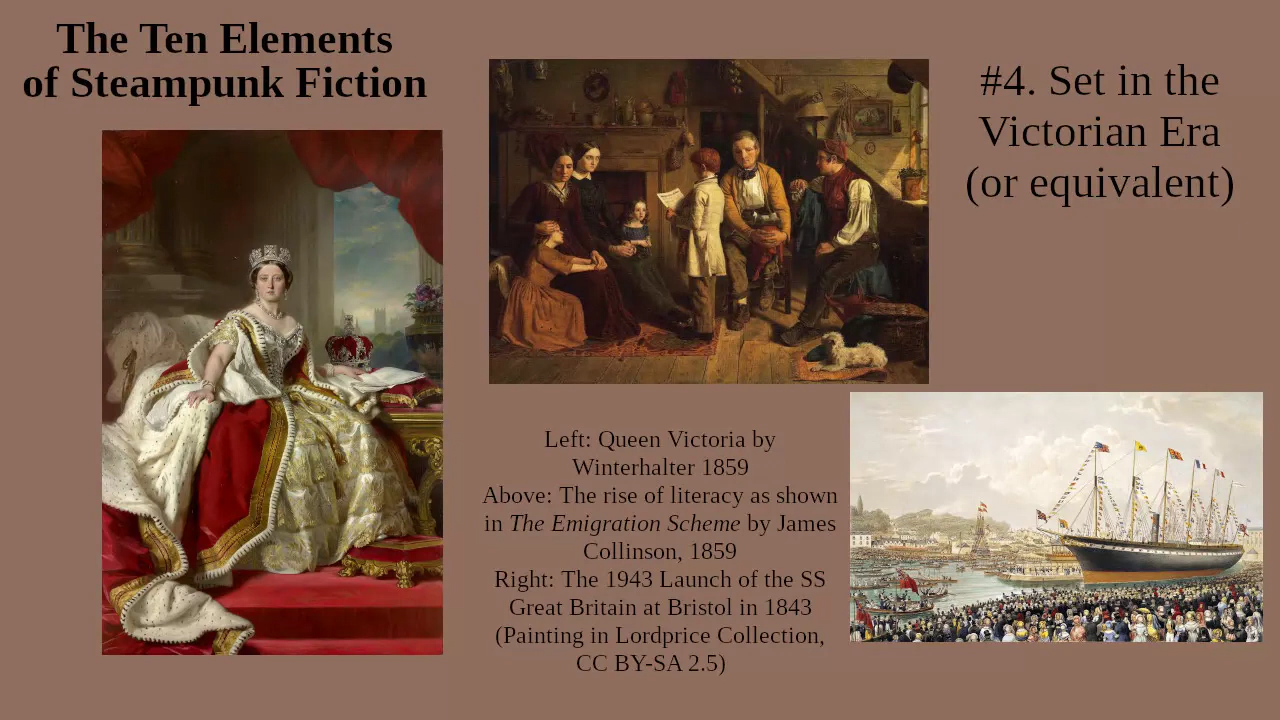 The Ten Elements
of Steampunk Fiction
#4. Set in the
Victorian Era
(or equivalent)
Left: Queen Victoria by
Winterhalter 1859
Above: The rise of literacy as shown
in The Emigration Scheme by James
Collinson, 1859
Right: The 1943 Launch of the SS
Great Britain at Bristol in 1843
(Painting in Lordprice Collection,
CC BY-SA 2.5)